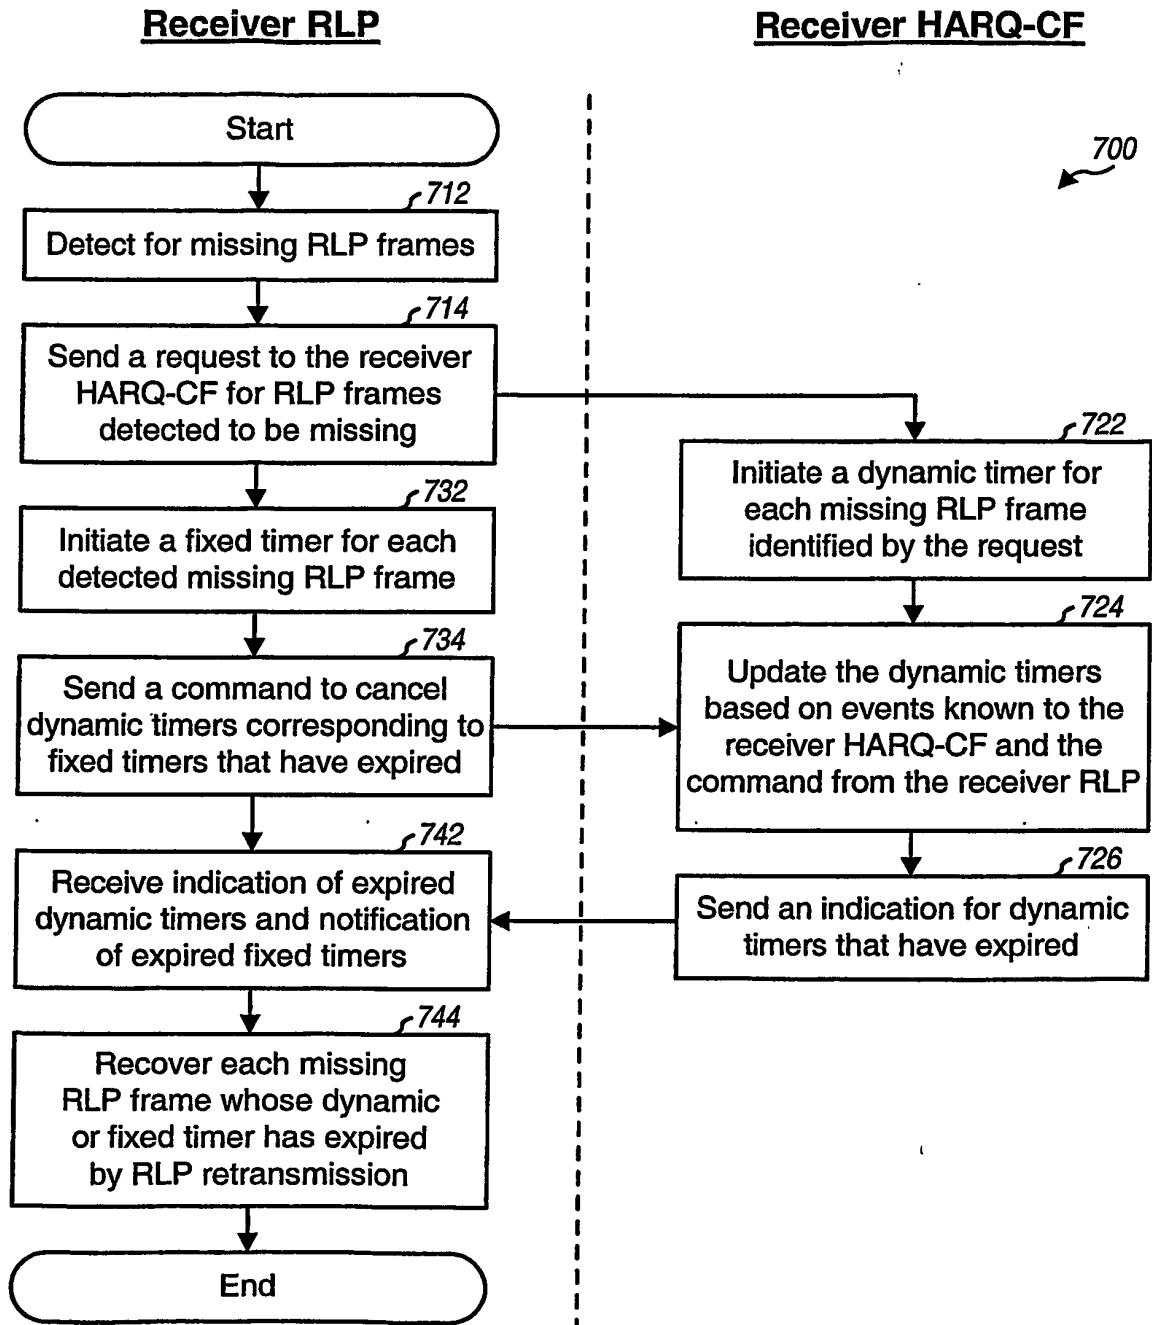 Receiver RLP
Receiver HARQ-CF
Start
700
712
Detect for missing RLP frames
714
Send a request to the receiver
HARQ-CF for RLP frames
detected to be missing
722
Initiate a dynamic timer for
each missing RLP frame
identified by the request
732
Initiate a fixed timer for each
detected missing RLP frame
724
Update the dynamic timers
based on events known to the
receiver HARQ-CF and the
command from the receiver RLP
734
Send a command to cancel
dynamic timers corresponding to
fixed timers that have expired
726
Send an indication for dynamic
timers that have expired
742
Receive indication of expired
dynamic timers and notification
of expired fixed timers
744
Recover each missing
RLP frame whose dynamic
or fixed timer has expired
by RLP retransmission
End